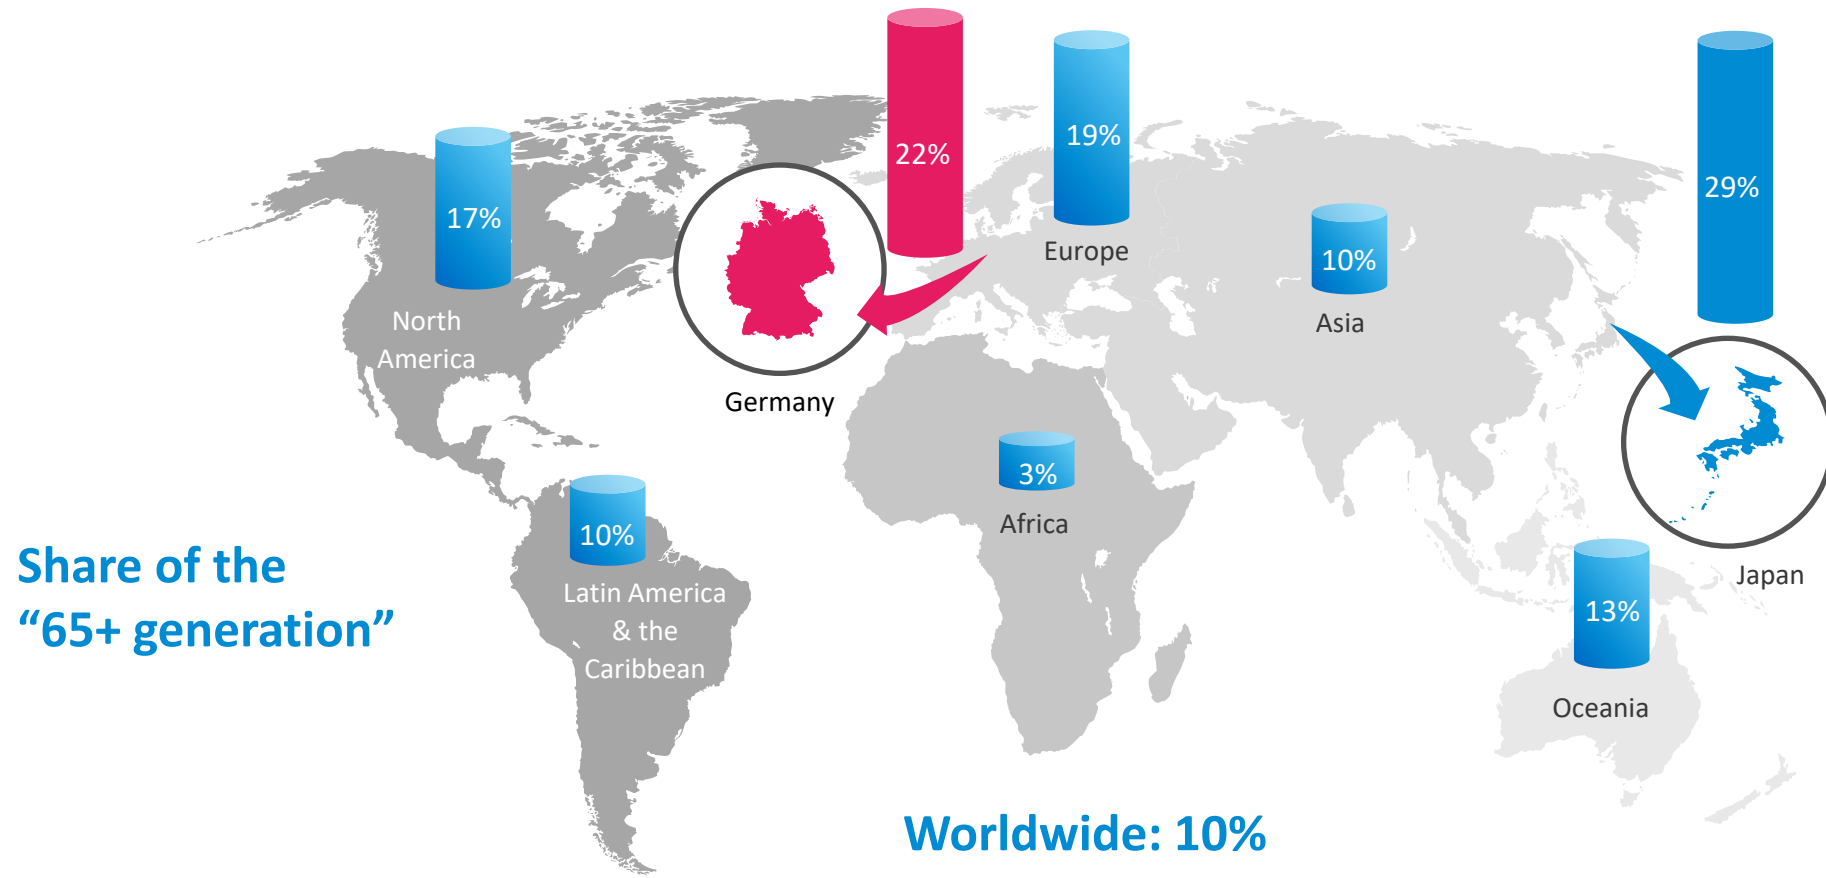 22%
19%
29%
17%
10%
Europe
Asia
North
America
Germany
3%
Africa
10%
Latin America
& the
Caribbean
Share of the
“65+ generation”
Japan
13%
Oceania
Worldwide: 10%